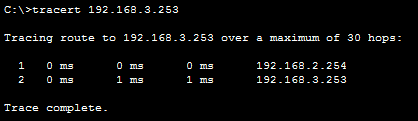 C:\>tracert 192.168.3.253
Tracing route to 192.168.3.253 over a maximum of 30 hops:
1 0 ms 0 ms 0 ms 192.168.2.254
2 0 ms 1 ms 1 ms 192.168.3.253
Trace complete.